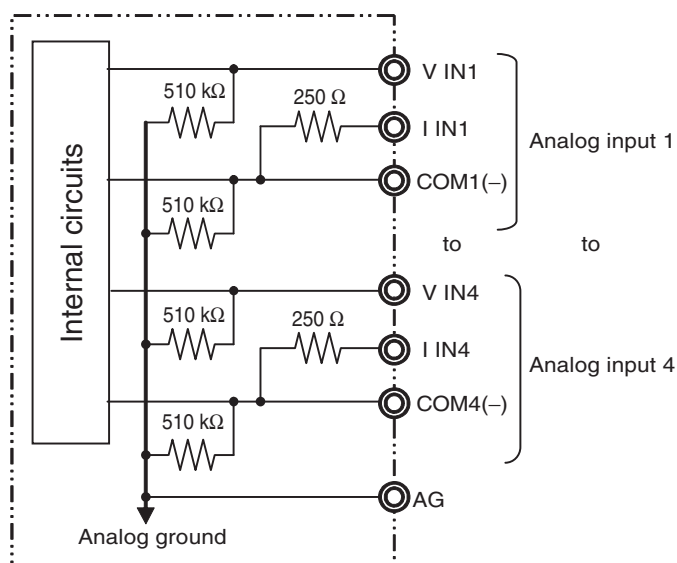 Internal circuits
510 kΩ
250 Ω
V IN1
I IN1
COM1(−)
Analog input 1
510 kΩ
to
to
510 kΩ
250 Ω
V IN4
I IN4
COM4(−)
Analog input 4
510 kΩ
AG
Analog ground